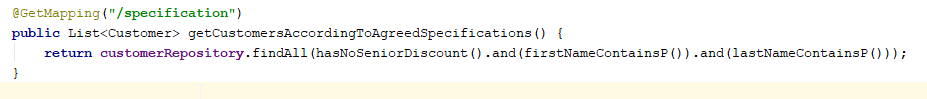 @GetMapping("/specification")
public List<Customer> getCustomersAccordingToAgreedSpecifications() {
    return customerRepository.findAll(hasNoSeniorDiscount().and(firstNameContainsP()).and(lastNameContainsP()));
}